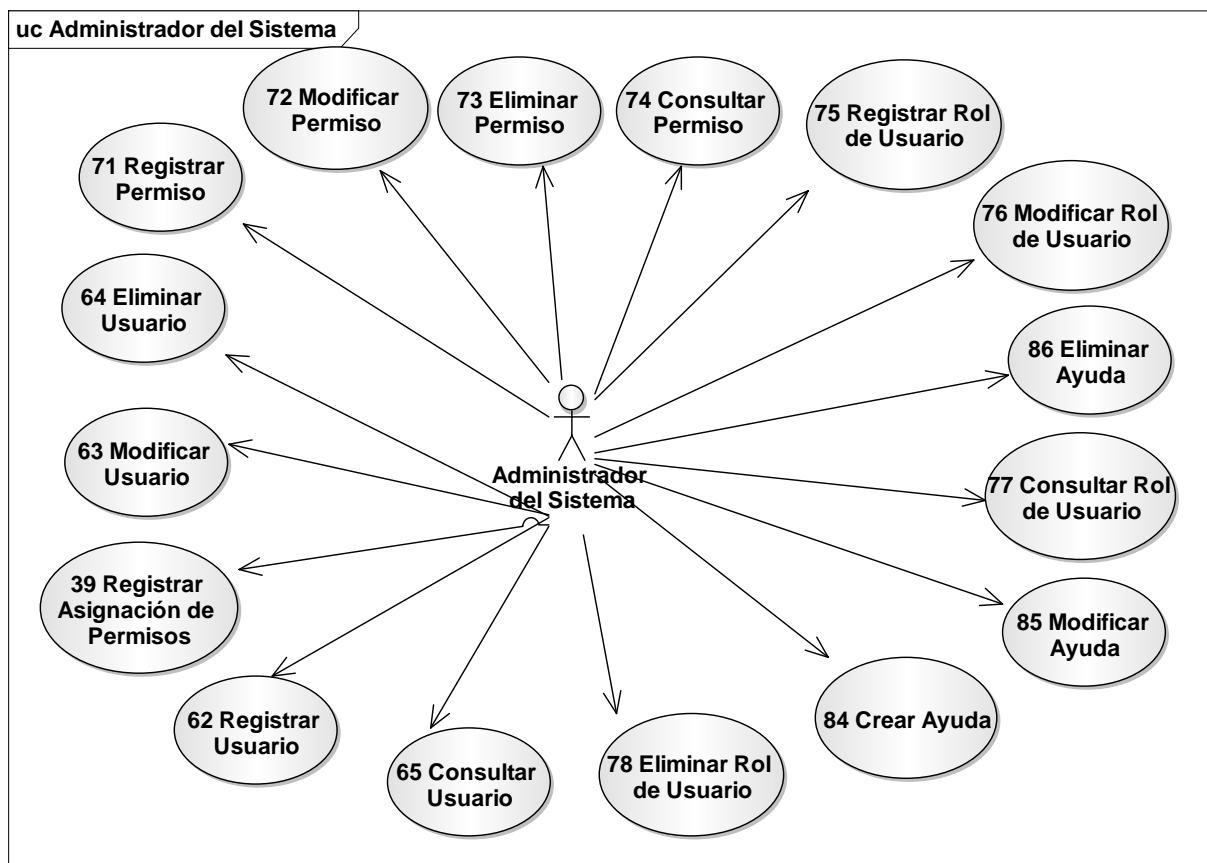 uc Administrador del Sistema
72 Modificar
Permiso
73 Eliminar
Permiso
74 Consultar
Permiso
75 Registrar Rol
de Usuario
71 Registrar
Permiso
76 Modificar Rol
de Usuario
64 Eliminar
Usuario
86 Eliminar
Ayuda
63 Modificar
Usuario
Administrador
del Sistema
77 Consultar Rol
de Usuario
39 Registrar
Asignación de
Permisos
85 Modificar
Ayuda
62 Registrar
Usuario
84 Crear Ayuda
65 Consultar
Usuario
78 Eliminar Rol
de Usuario